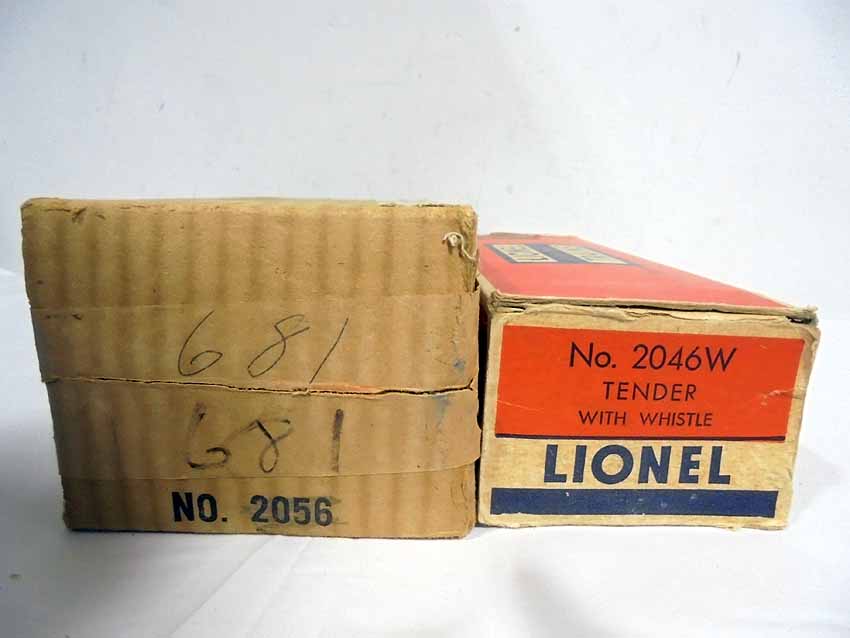 681
681
NO. 2056
No. 2046W
TENDER
WITH WHISTLE
LIONEL